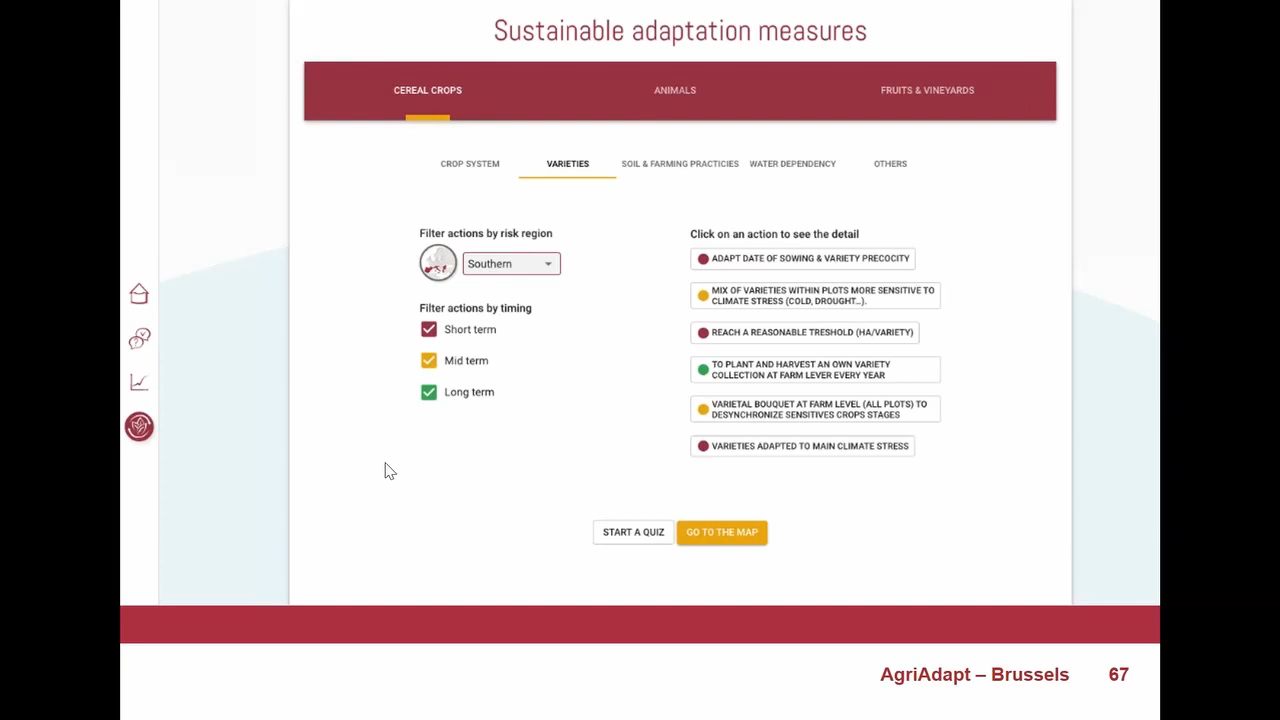 Sustainable adaptation measures
CEREAL CROPS
ANIMALS
FRUITS & VINEYARDS
CROP SYSTEM
VARIETIES
SOIL & FARMING PRACTICIES
WATER DEPENDENCY
OTHERS
Filter actions by risk region
Southern
Filter actions by timing
Short term
Mid term
Long term
Click on an action to see the detail
ADAPT DATE OF SOWING & VARIETY PRECOCITY
MIX OF VARIETIES WITHIN PLOTS MORE SENSITIVE TO
CLIMATE STRESS (COLD, DROUGHT...).
REACH A REASONABLE TRESHOLD (HA/VARIETY)
TO PLANT AND HARVEST AN OWN VARIETY
COLLECTION AT FARM LEVER EVERY YEAR
VARIETAL BOUQUET AT FARM LEVEL (ALL PLOTS) TO
DESYNCHRONIZE SENSITIVES CROPS STAGES
VARIETIES ADAPTED TO MAIN CLIMATE STRESS
START A QUIZ
GO TO THE MAP
AgriAdapt – Brussels
67